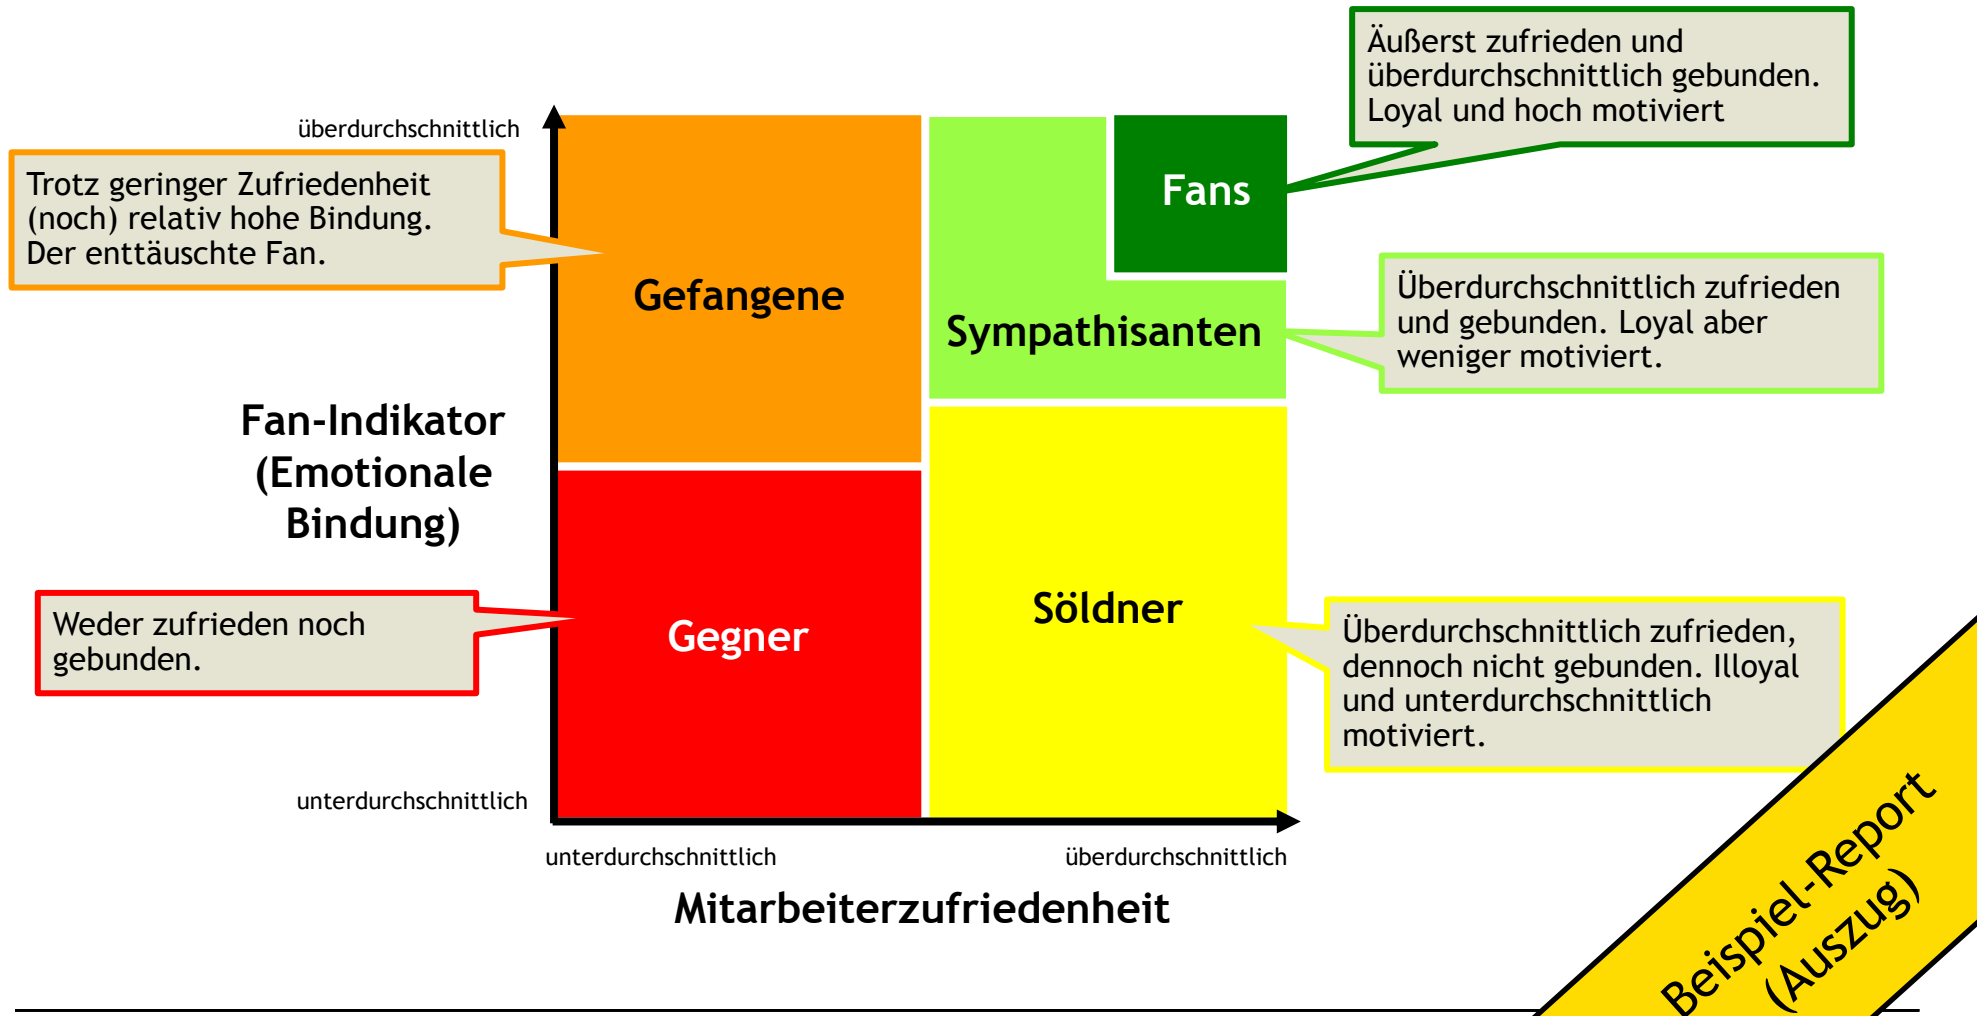 Äußerst zufrieden und
überdurchschnittlich gebunden.
Loyal und hoch motiviert
überdurchschnittlich
Trotz geringer Zufriedenheit
(noch) relativ hohe Bindung.
Der enttäuschte Fan.
Fans
Gefangene
Sympathisanten
Überdurchschnittlich zufrieden
und gebunden. Loyal aber
weniger motiviert.
Fan-Indikator
(Emotionale
Bindung)
Weder zufrieden noch
gebunden.
Gegner
Söldner
Überdurchschnittlich zufrieden,
dennoch nicht gebunden. Illoyal
und unterdurchschnittlich
motiviert.
unterdurchschnittlich
unterdurchschnittlich
überdurchschnittlich
Mitarbeiterzufriedenheit
Beispiel-Report
(Auszug)